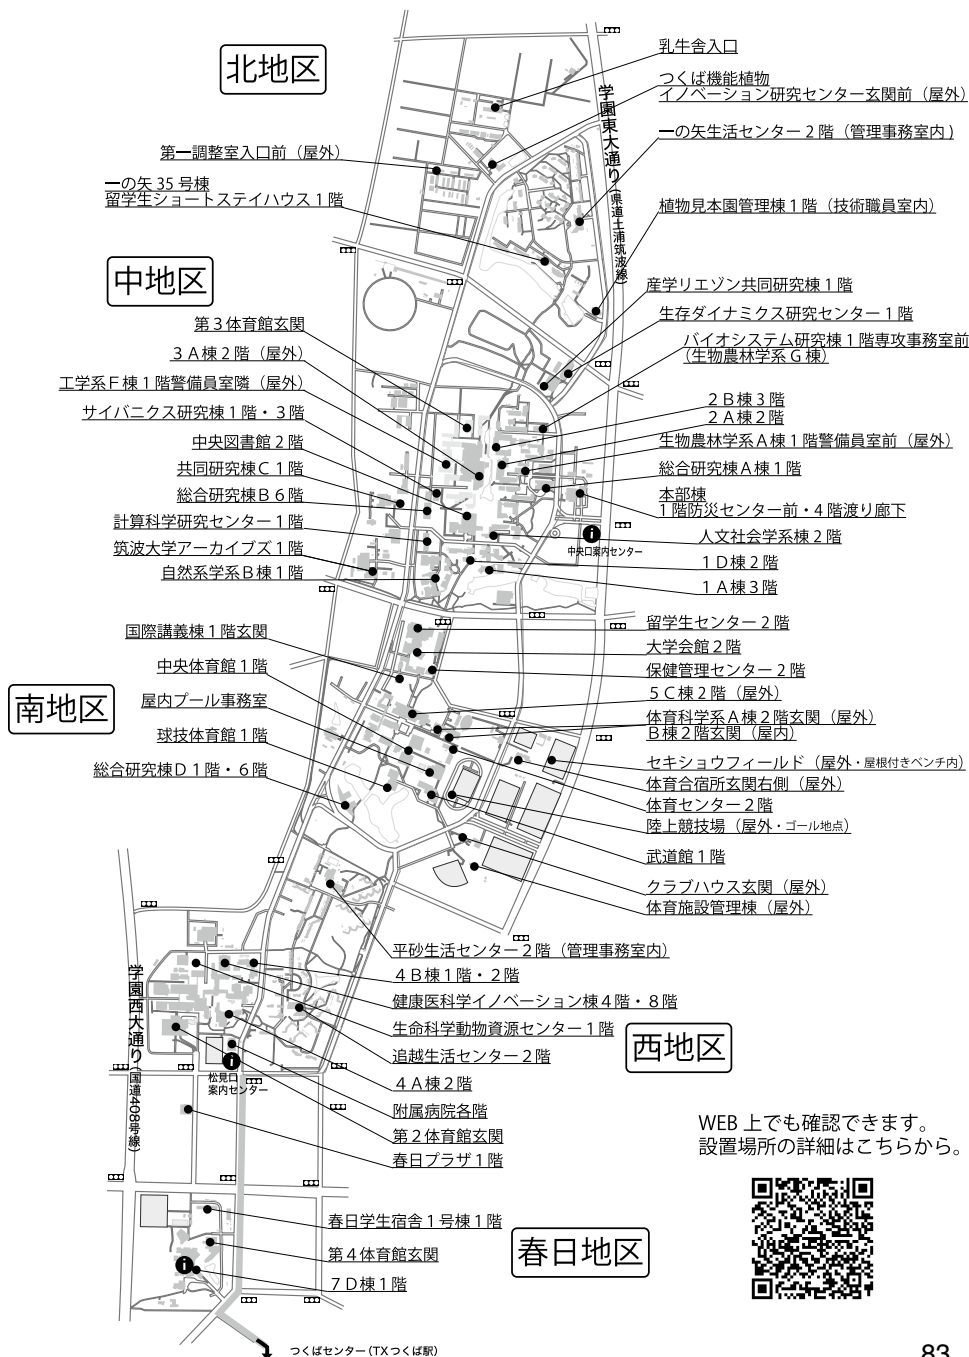 北地区
乳牛舎入口
つくば機能植物
イノベーション研究センター玄関前（屋外）
学園東大通り（県道土浦筑波線）
一の矢生活センター2階（管理事務室内）
第一調整室入口前（屋外）
一の矢35号棟
留学生ショートステイハウス1階
植物見本園管理棟1階（技術職員室内）
中地区
産学リエゾン共同研究棟1階
生存ダイナミクス研究センター1階
バイオシステム研究棟1階専攻事務室前
（生物農林学系G棟）
第3体育館玄関
3A棟2階（屋外）
工学系F棟1階警備員室隣（屋外）
サイバニクス研究棟1階・3階
中央図書館2階
共同研究棟C1階
総合研究棟B6階
計算科学研究センター1階
筑波大学アーカイブズ1階
自然系学系B棟1階
2B棟3階
2A棟2階
生物農林学系A棟1階警備員室前（屋外）
総合研究棟A棟1階
本部棟
1階防災センター前・4階渡り廊下
中央口案内センター
人文社会学系棟2階
1D棟2階
1A棟3階
留学生センター2階
大学会館2階
保健管理センター2階
5C棟2階（屋外）
体育科学系A棟2階玄関（屋外）
B棟2階玄関（屋内）
セキショウフィールド（屋外・屋根付きベンチ内）
体育合宿所玄関右側（屋外）
体育センター2階
陸上競技場（屋外・ゴール地点）
武道館1階
クラブハウス玄関（屋外）
体育施設管理棟（屋外）
南地区
国際講義棟1階玄関
中央体育館1階
屋内プール事務室
球技体育館1階
総合研究棟D1階・6階
平砂生活センター2階（管理事務室内）
4B棟1階・2階
健康医科学イノベーション棟4階・8階
生命科学動物資源センター1階
追越生活センター2階
4A棟2階
附属病院各階
第2体育館玄関
春日プラザ1階
西地区
学園西大通り（国道408号線）
松見口
案内センター
WEB上でも確認できます。
設置場所の詳細はこちらから。
春日学生宿舎1号棟1階
第4体育館玄関
7D棟1階
春日地区
つくばセンター（TXつくば駅）
83